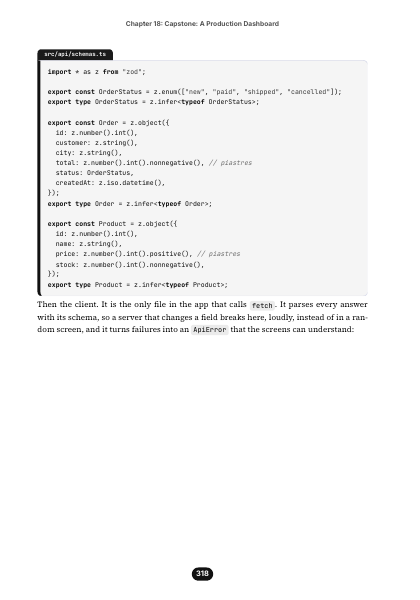 Chapter 18: Capstone: A Production Dashboard
src/api/schemas.ts
import * as z from "zod";
export const OrderStatus = z.enum(["new", "paid", "shipped", "cancelled"]);
export type OrderStatus = z.infer<typeof OrderStatus>;
export const Order = z.object({
  id: z.number().int(),
  customer: z.string(),
  city: z.string(),
  total: z.number().int().nonnegative(), // piastres
  status: OrderStatus,
  createdAt: z.iso.datetime(),
});
export type Order = z.infer<typeof Order>;
export const Product = z.object({
  id: z.number().int(),
  name: z.string(),
  price: z.number().int().positive(), // piastres
  stock: z.number().int().nonnegative(),
});
export type Product = z.infer<typeof Product>;
Then the client. It is the only file in the app that calls fetch. It parses every answer
with its schema, so a server that changes a field breaks here, loudly, instead of in a ran-
dom screen, and it turns failures into an ApiError that the screens can understand:
318